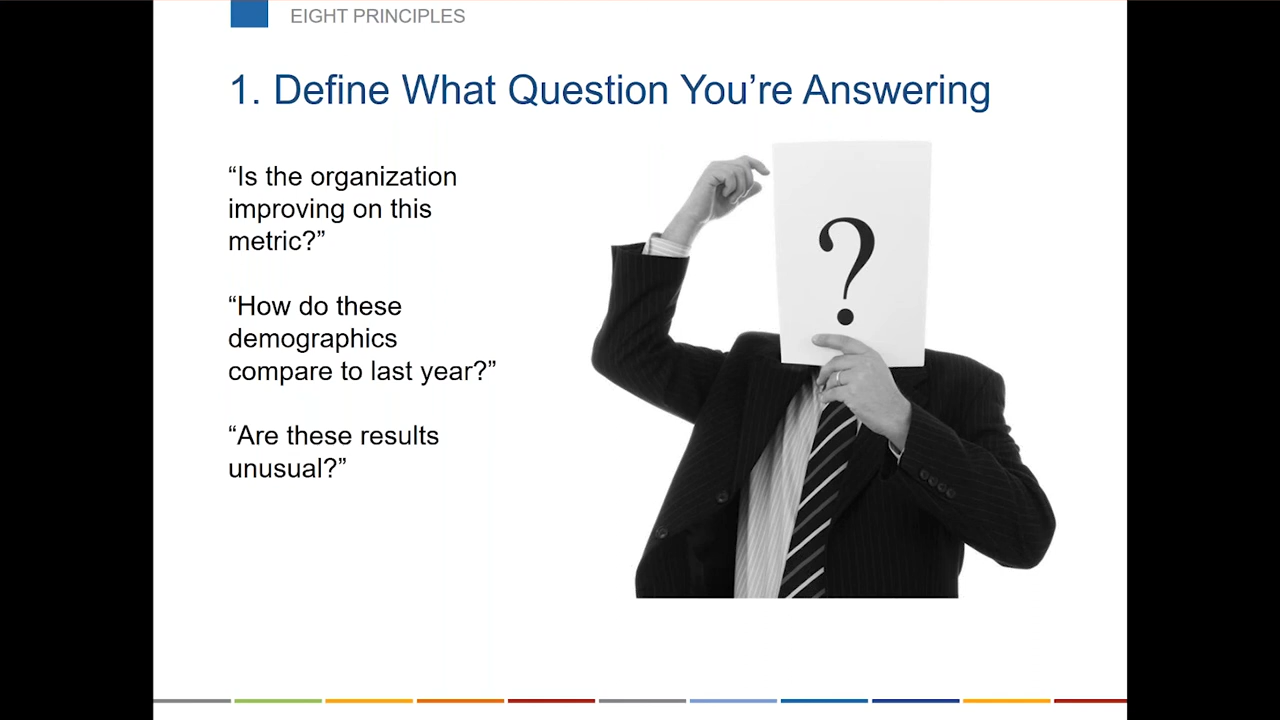 EIGHT PRINCIPLES
1. Define What Question You’re Answering
“Is the organization
improving on this
metric?”
“How do these
demographics
compare to last year?”
“Are these results
unusual?”
?